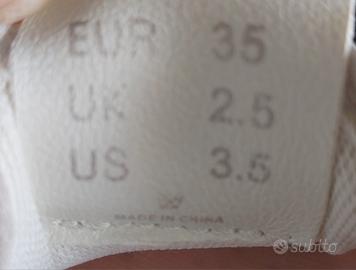 EUR 35
UK 2.5
US 3.5
MADE IN CHINA
subito